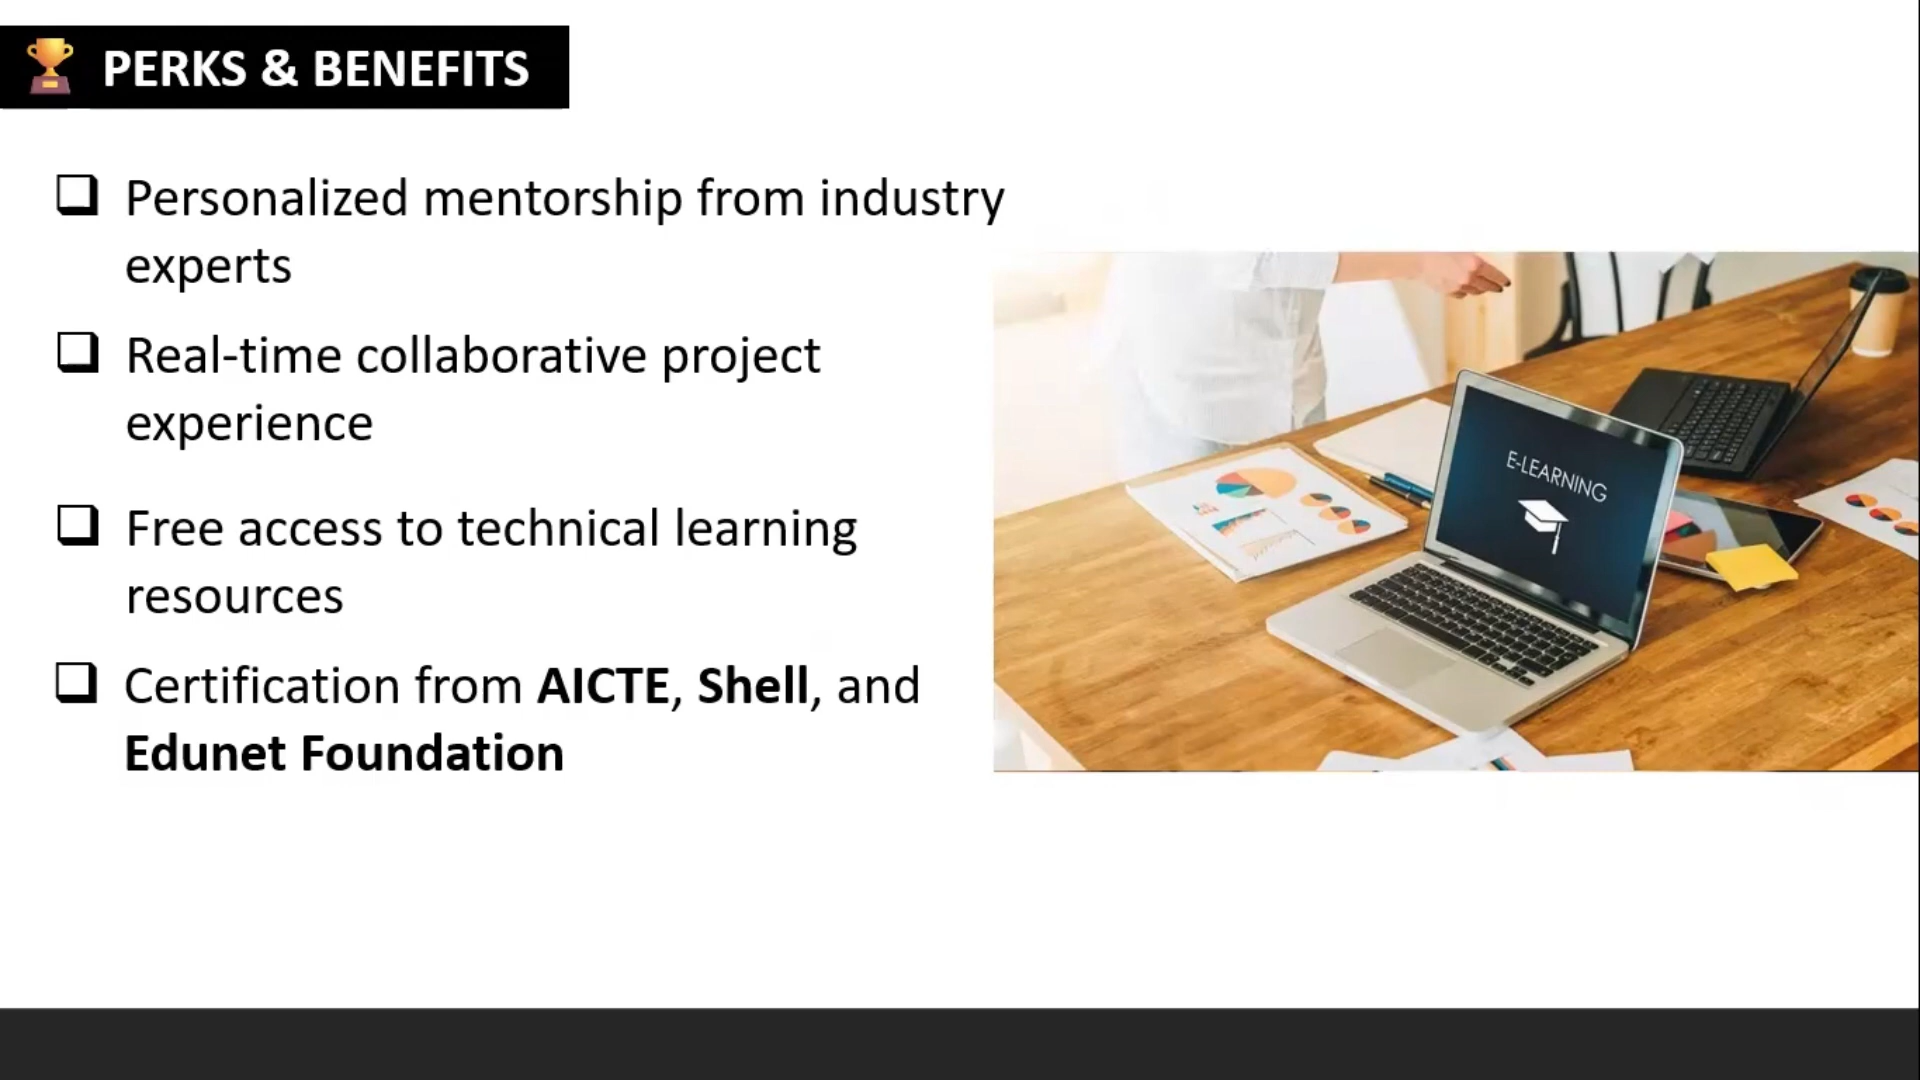 PERKS & BENEFITS
Personalized mentorship from industry
experts
Real-time collaborative project
experience
Free access to technical learning
resources
Certification from AICTE, Shell, and
Edunet Foundation
E-LEARNING